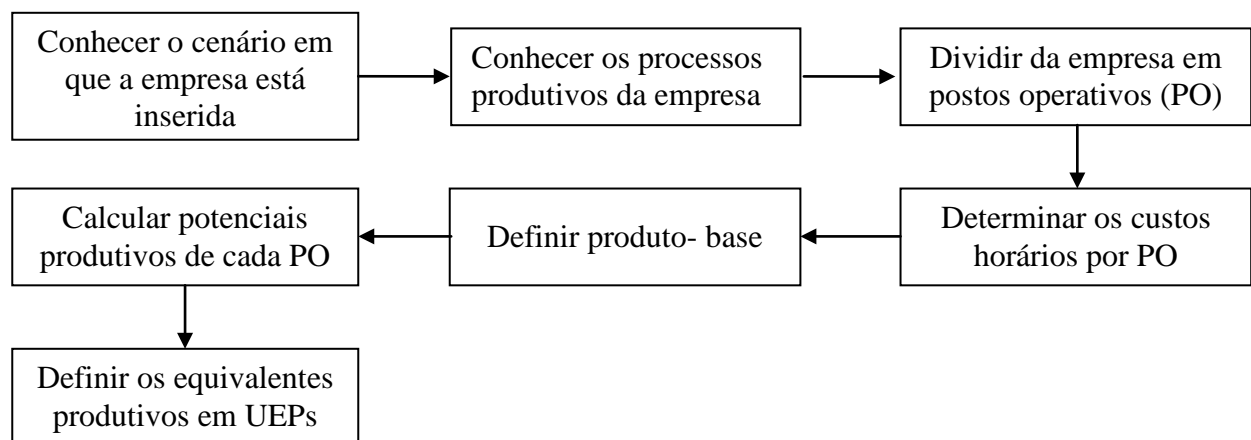 Conhecer o cenário em
que a empresa está
inserida
Conhecer os processos
produtivos da empresa
Dividir da empresa em
postos operativos (PO)
Determinar os custos
horários por PO
Definir produto- base
Calcular potenciais
produtivos de cada PO
Definir os equivalentes
produtivos em UEPs